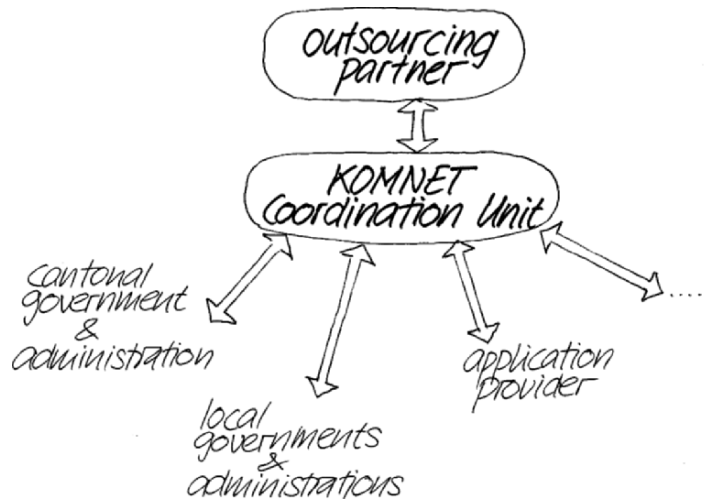 outsourcing
partner
KOMNET
Coordination Unit
cantonal
government
&
administration
local
governments
&
administrations
application
provider
.....